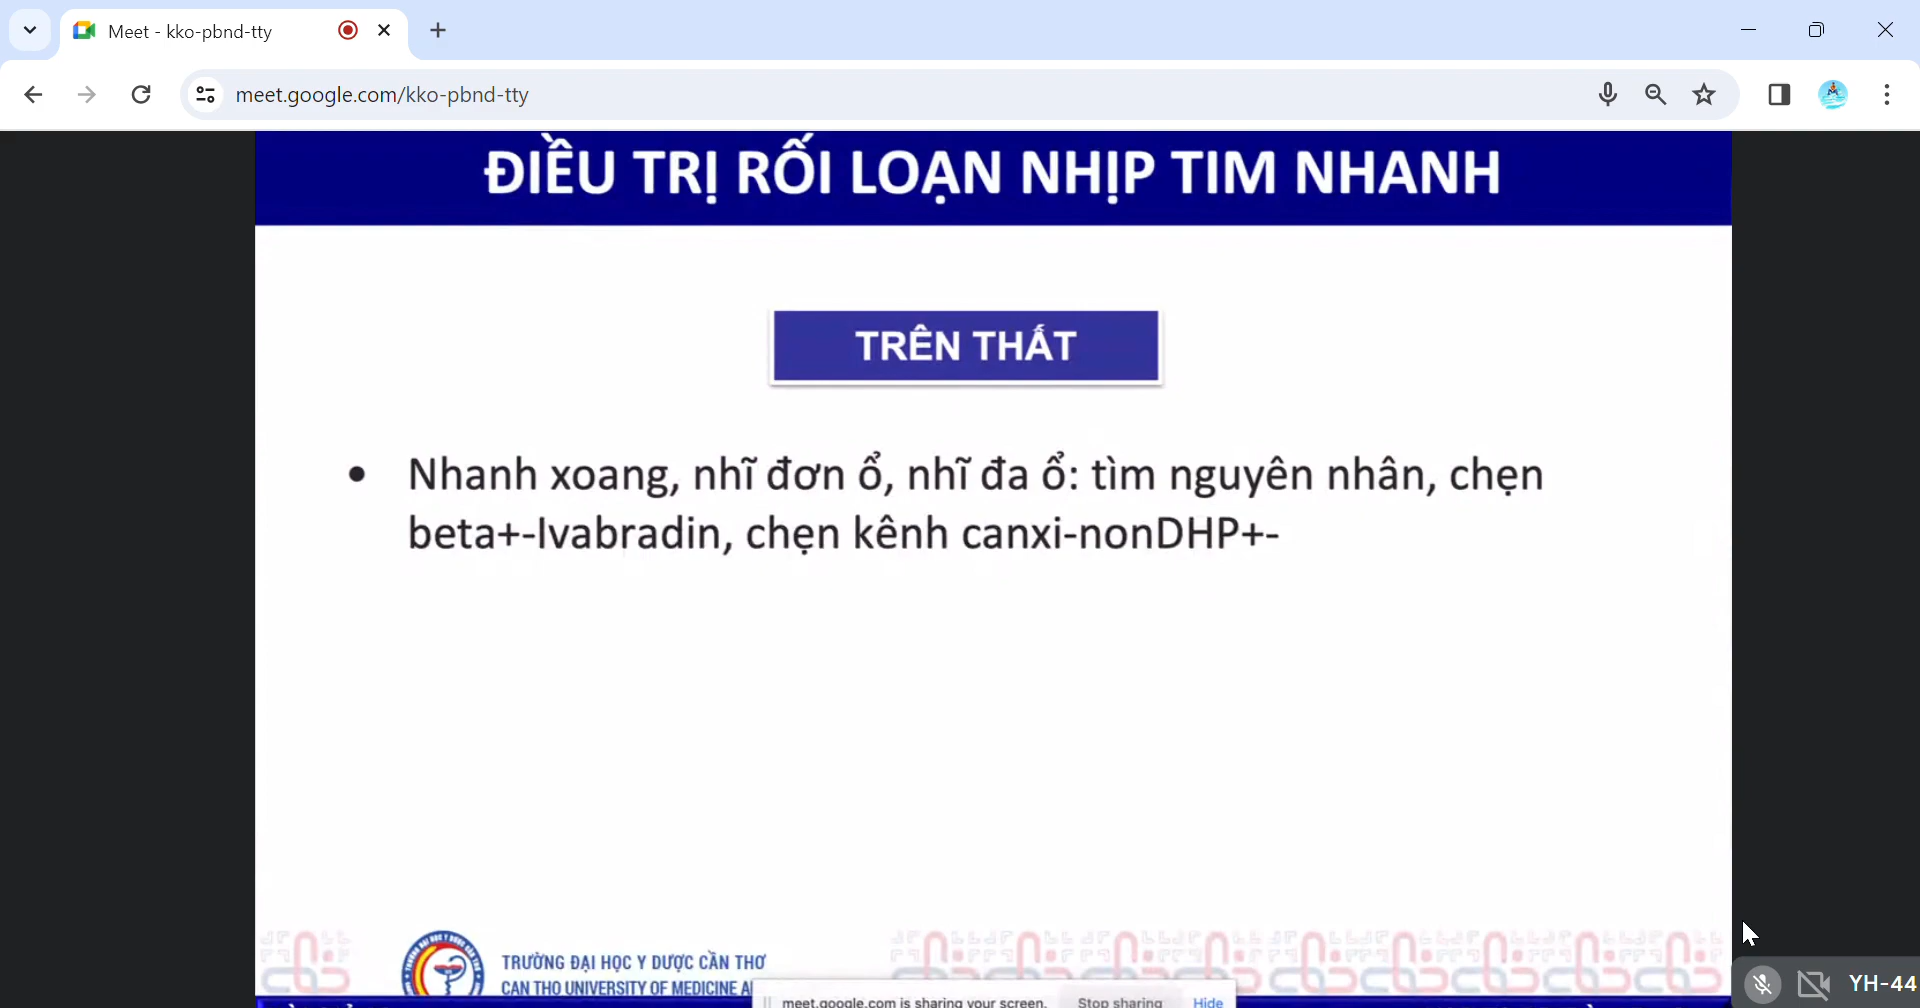 Meet - kko-pbnd-tty
meet.google.com/kko-pbnd-tty
ĐIỀU TRỊ RỐI LOẠN NHỊP TIM NHANH
TRÊN THẤT
• Nhanh xoang, nhĩ đơn ổ, nhĩ đa ổ: tìm nguyên nhân, chẹn
beta+-Ivabradin, chẹn kênh canxi-nonDHP+-
TRƯỜNG ĐẠI HỌC Y DƯỢC CẦN THƠ
CAN THO UNIVERSITY OF MEDICINE A
meet.google.com is sharing your screen.
Stop sharing
Hide
YH-44